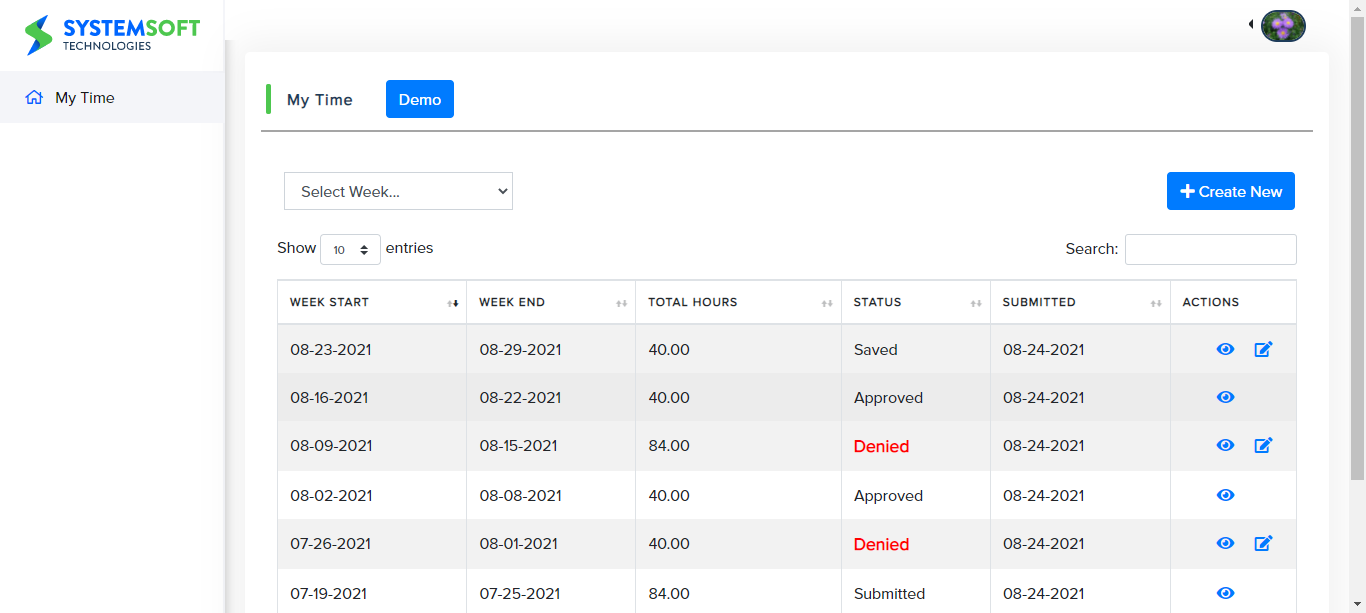 SYSTEMSOFT
TECHNOLOGIES
My Time
My Time
Demo
Select Week...
Create New
Show 10 entries
Search:
WEEK START WEEK END TOTAL HOURS STATUS SUBMITTED ACTIONS
08-23-2021 08-29-2021 40.00 Saved 08-24-2021
08-16-2021 08-22-2021 40.00 Approved 08-24-2021
08-09-2021 08-15-2021 84.00 Denied 08-24-2021
08-02-2021 08-08-2021 40.00 Approved 08-24-2021
07-26-2021 08-01-2021 40.00 Denied 08-24-2021
07-19-2021 07-25-2021 84.00 Submitted 08-24-2021